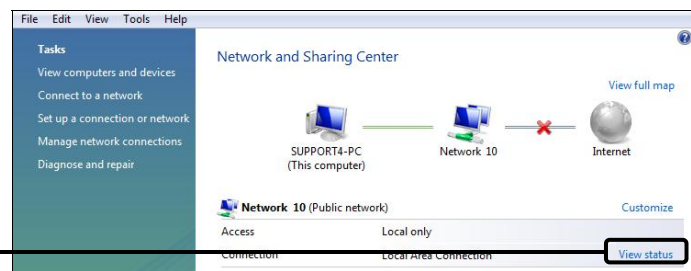 File Edit View Tools Help
Tasks
View computers and devices
Connect to a network
Set up a connection or network
Manage network connections
Diagnose and repair
Network and Sharing Center
View full map
SUPPORT4-PC
(This computer)
Network 10
Internet
Network 10 (Public network)
Customize
Access Local only
Connection Local Area Connection View status